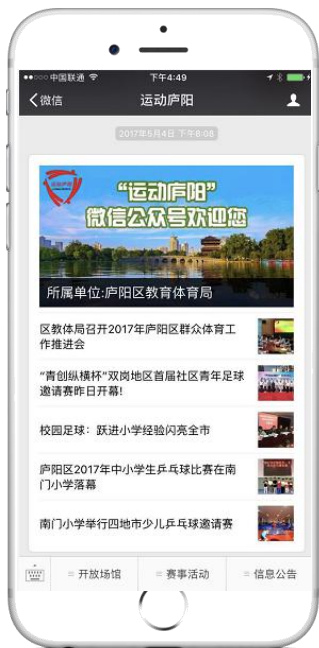 中国联通
下午4:49
微信
运动庐阳
2017年5月4日 下午8:08
“运动庐阳”
微信公众号欢迎您
所属单位:庐阳区教育体育局
区教体局召开2017年庐阳区群众体育工
作推进会
“青创纵横杯”双岗地区首届社区青年足球
邀请赛昨日开幕!
校园足球：跃进小学经验闪亮全市
庐阳区2017年中小学生乒乓球比赛在南
门小学落幕
南门小学举行四地市少儿乒乓球邀请赛
开放场馆
赛事活动
信息公告